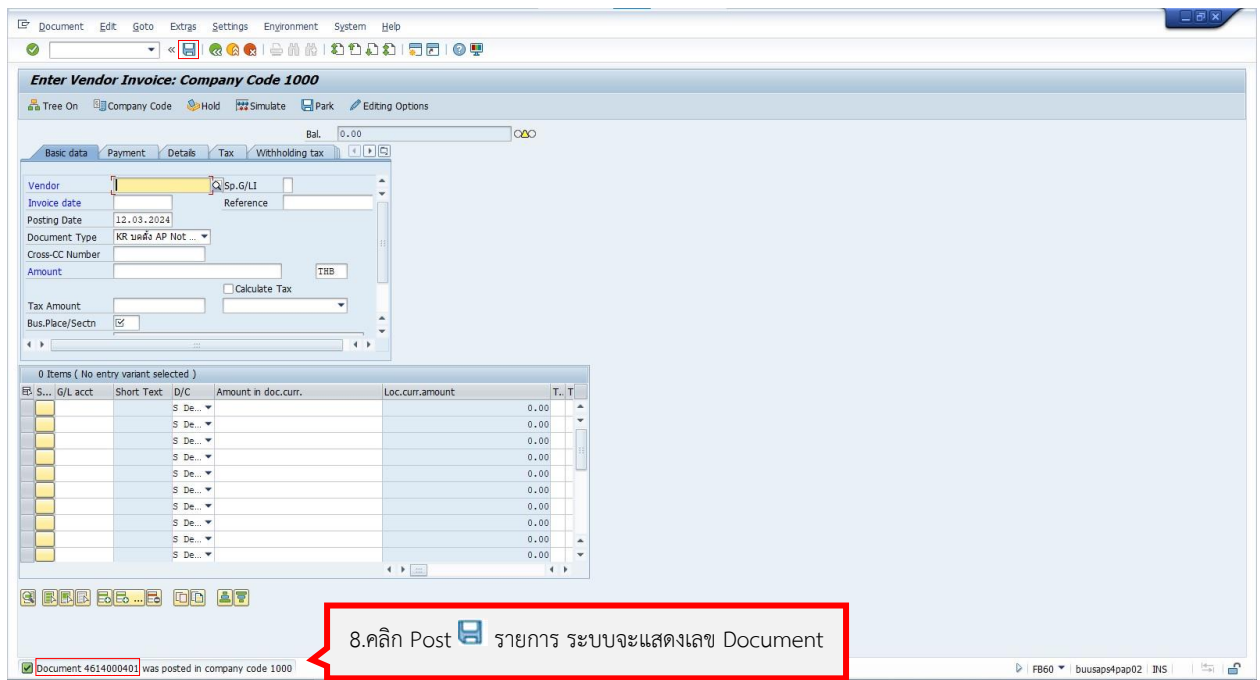 Document Edit Goto Extras Settings Environment System Help
Enter Vendor Invoice: Company Code 1000
Tree On Company Code Hold Simulate Park Editing Options
Bal. 0.00
Basic data Payment Details Tax Withholding tax
Vendor Sp.G/LI
Invoice date Reference
Posting Date 12.03.2024
Document Type KR บคตั้ง AP Not ...
Cross-CC Number
Amount THB
Calculate Tax
Tax Amount
Bus.Place/Sectn
0 Items ( No entry variant selected )
S... G/L acct Short Text D/C Amount in doc.curr. Loc.curr.amount T.. T
S De... 0.00
S De... 0.00
S De... 0.00
S De... 0.00
S De... 0.00
S De... 0.00
S De... 0.00
S De... 0.00
S De... 0.00
S De... 0.00
8.คลิก Post รายการ ระบบจะแสดงเลข Document
Document 4614000401 was posted in company code 1000 FB60 buusaps4pap02 INS